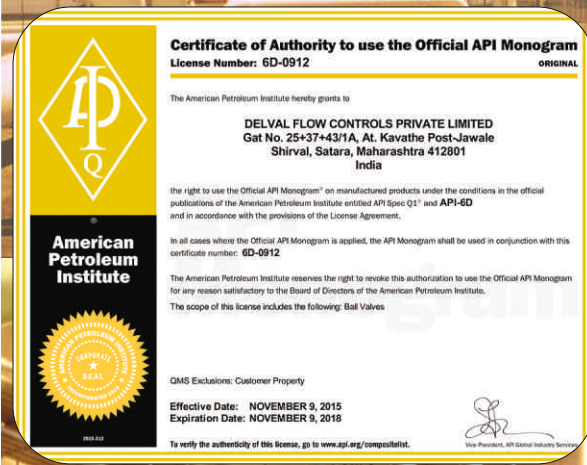 Certificate of Authority to use the Official API Monogram
License Number: 6D-0912
ORIGINAL
The American Petroleum Institute hereby grants to
DELVAL FLOW CONTROLS PRIVATE LIMITED
Gat No. 25+37+43/1A, At. Kavathe Post-Jawale
Shirval, Satara, Maharashtra 412801
India
the right to use the Official API Monogram® on manufactured products under the conditions in the official
publications of the American Petroleum Institute entitled API Spec Q1® and API-6D
and in accordance with the provisions of the License Agreement.
In all cases where the Official API Monogram is applied, the API Monogram shall be used in conjunction with this
certificate number: 6D-0912
The American Petroleum Institute reserves the right to revoke this authorization to use the Official API Monogram
for any reason satisfactory to the Board of Directors of the American Petroleum Institute.
The scope of this license includes the following: Ball Valves
QMS Exclusions: Customer Property
Effective Date: NOVEMBER 9, 2015
Expiration Date: NOVEMBER 9, 2018
To verify the authenticity of this license, go to www.api.org/compositelist.
Vice President, API Global Industry Services
API
Q
®
American
Petroleum
Institute
AMERICAN PETROLEUM INSTITUTE
CORPORATE
SEAL
INCORPORATED